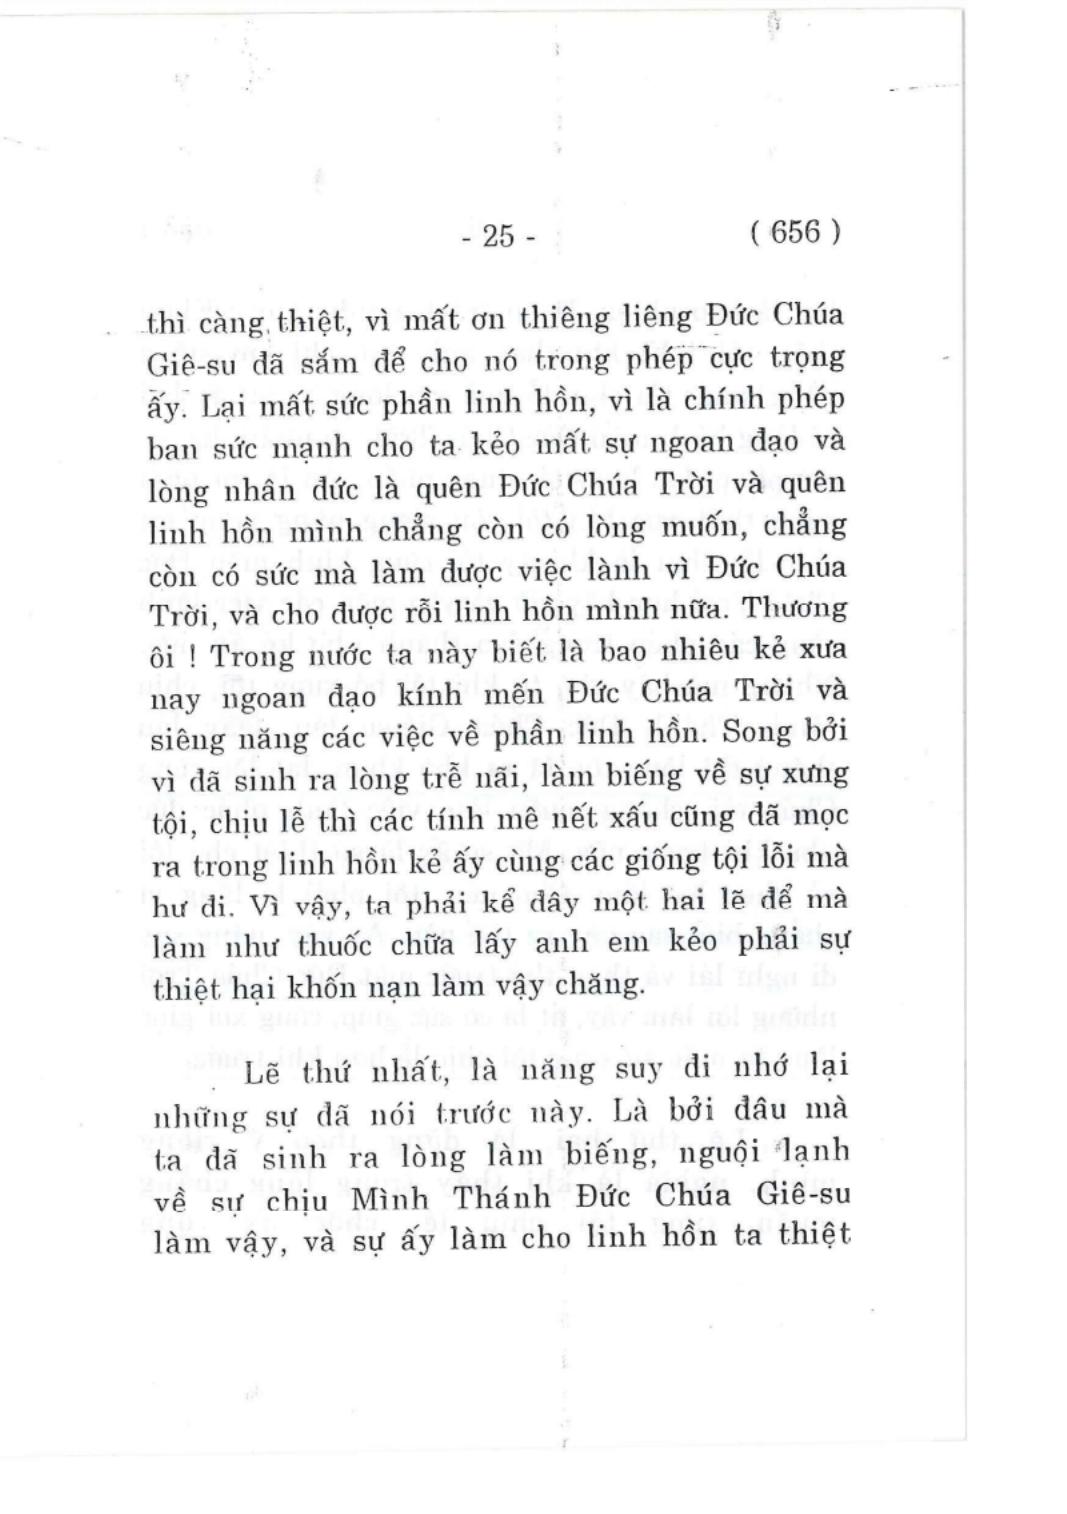 - 25 - ( 656 )
thì càng thiệt, vì mất ơn thiêng liêng Đức Chúa
Giê-su đã sắm để cho nó trong phép cực trọng
ấy. Lại mất sức phần linh hồn, vì là chính phép
ban sức mạnh cho ta kẻo mất sự ngoan đạo và
lòng nhân đức là quên Đức Chúa Trời và quên
linh hồn mình chẳng còn có lòng muốn, chẳng
còn có sức mà làm được việc lành vì Đức Chúa
Trời, và cho được rỗi linh hồn mình nữa. Thương
ôi ! Trong nước ta này biết là bao nhiêu kẻ xưa
nay ngoan đạo kính mến Đức Chúa Trời và
siêng năng các việc về phần linh hồn. Song bởi
vì đã sinh ra lòng trễ nãi, làm biếng về sự xưng
tội, chịu lễ thì các tính mê nết xấu cũng đã mọc
ra trong linh hồn kẻ ấy cùng các giống tội lỗi mà
hư đi. Vì vậy, ta phải kể đây một hai lẽ để mà
làm như thuốc chữa lấy anh em kẻo phải sự
thiệt hại khốn nạn làm vậy chăng.
Lẽ thứ nhất, là năng suy đi nhớ lại
những sự đã nói trước này. Là bởi đâu mà
ta đã sinh ra lòng làm biếng, nguội lạnh
về sự chịu Mình Thánh Đức Chúa Giê-su
làm vậy, và sự ấy làm cho linh hồn ta thiệt